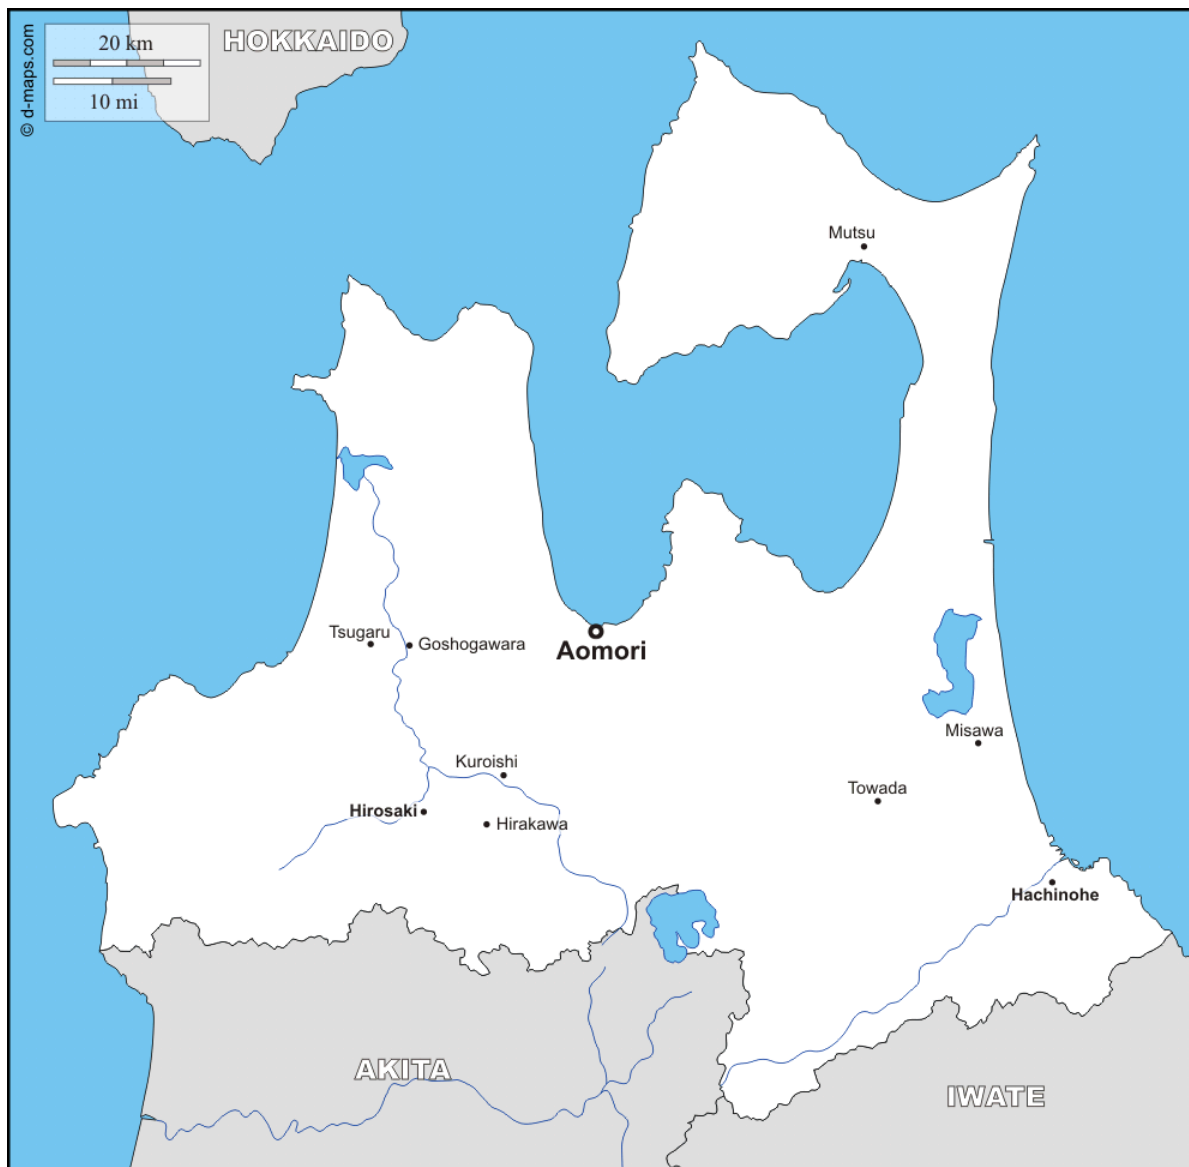 © d-maps.com
20 km
10 mi
HOKKAIDO
Mutsu
Tsugaru
Goshogawara
Aomori
Misawa
Kuroishi
Towada
Hirosaki
Hirakawa
Hachinohe
AKITA
IWATE